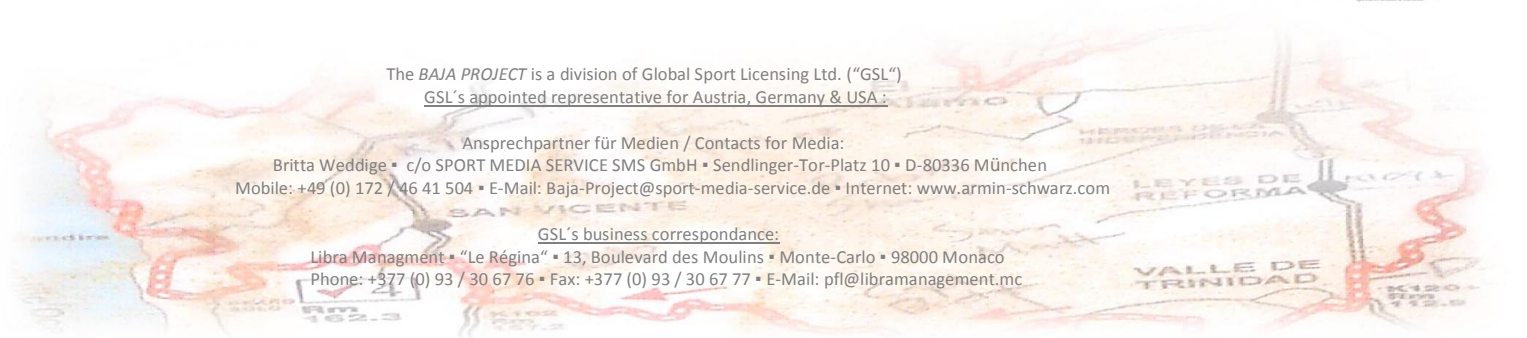 The BAJA PROJECT is a division of Global Sport Licensing Ltd. (“GSL“)
GSL´s appointed representative for Austria, Germany & USA :
Ansprechpartner für Medien / Contacts for Media:
Britta Weddige ▪ c/o SPORT MEDIA SERVICE SMS GmbH ▪ Sendlinger-Tor-Platz 10 ▪ D-80336 München
Mobile: +49 (0) 172 / 46 41 504 ▪ E-Mail: Baja-Project@sport-media-service.de ▪ Internet: www.armin-schwarz.com
GSL´s business correspondance:
Libra Managment ▪ “Le Régina“ ▪ 13, Boulevard des Moulins ▪ Monte-Carlo ▪ 98000 Monaco
Phone: +377 (0) 93 / 30 67 76 ▪ Fax: +377 (0) 93 / 30 67 77 ▪ E-Mail: pfl@libramanagement.mc
LEYES DE
REFORMA
SAN VICENTE
VALLE DE
TRINIDAD
4
Rm
162.3